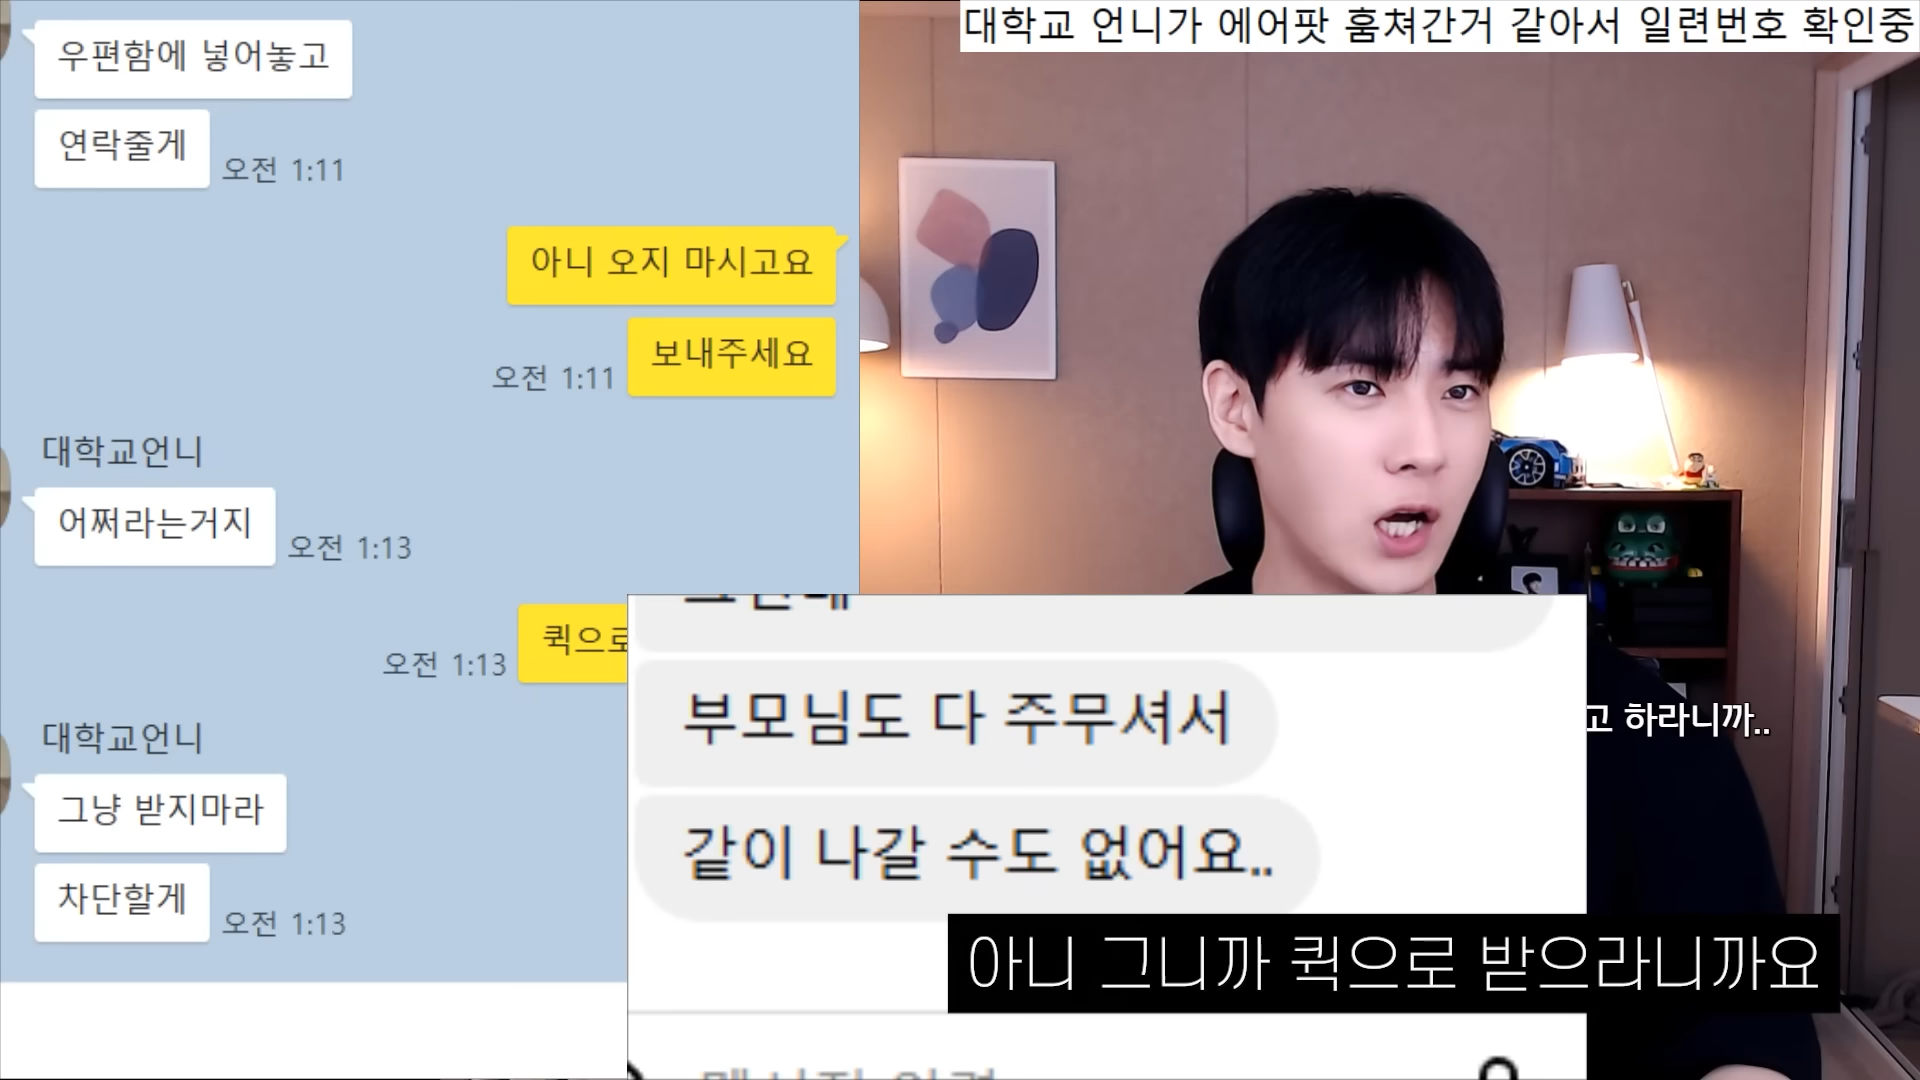 대학교 언니가 에어팟 훔쳐간거 같아서 일련번호 확인중
우편함에 넣어놓고
연락줄게
오전 1:11
아니 오지 마시고요
보내주세요
오전 1:11
대학교언니
어쩌라는거지
오전 1:13
퀵으로
오전 1:13
대학교언니
그냥 받지마라
차단할게
오전 1:13
부모님도 다 주무셔서
같이 나갈 수도 없어요..
고 하라니까..
아니 그니까 퀵으로 받으라니까요